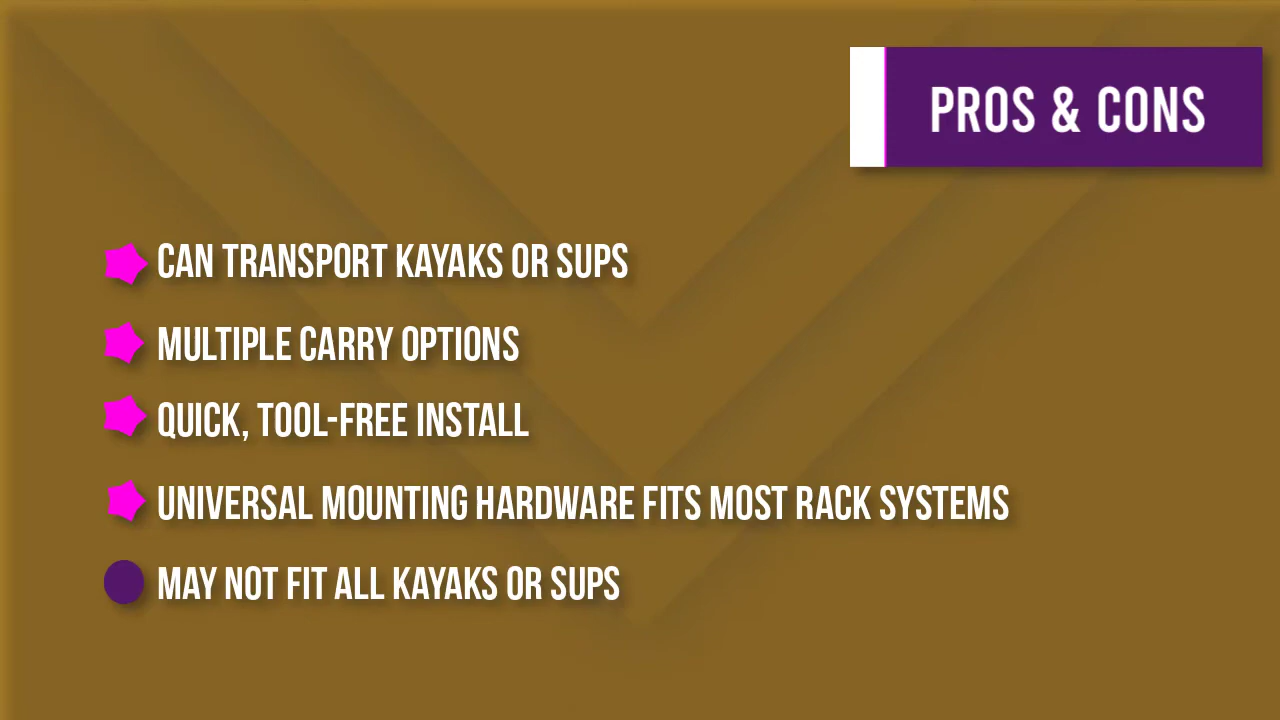 PROS & CONS
CAN TRANSPORT KAYAKS OR SUPS
MULTIPLE CARRY OPTIONS
QUICK, TOOL-FREE INSTALL
UNIVERSAL MOUNTING HARDWARE FITS MOST RACK SYSTEMS
MAY NOT FIT ALL KAYAKS OR SUPS